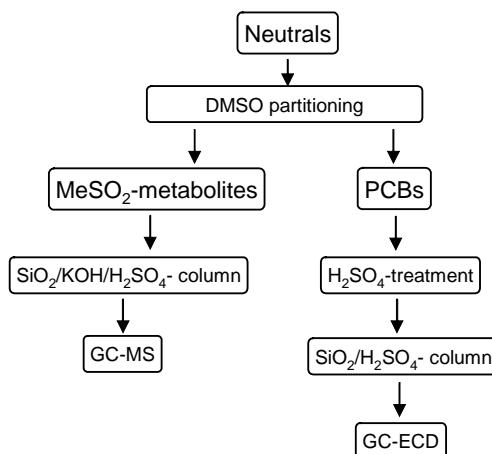 Neutrals
DMSO partitioning
MeSO₂-metabolites
PCBs
SiO₂/KOH/H₂SO₄- column
H₂SO₄-treatment
GC-MS
SiO₂/H₂SO₄- column
GC-ECD